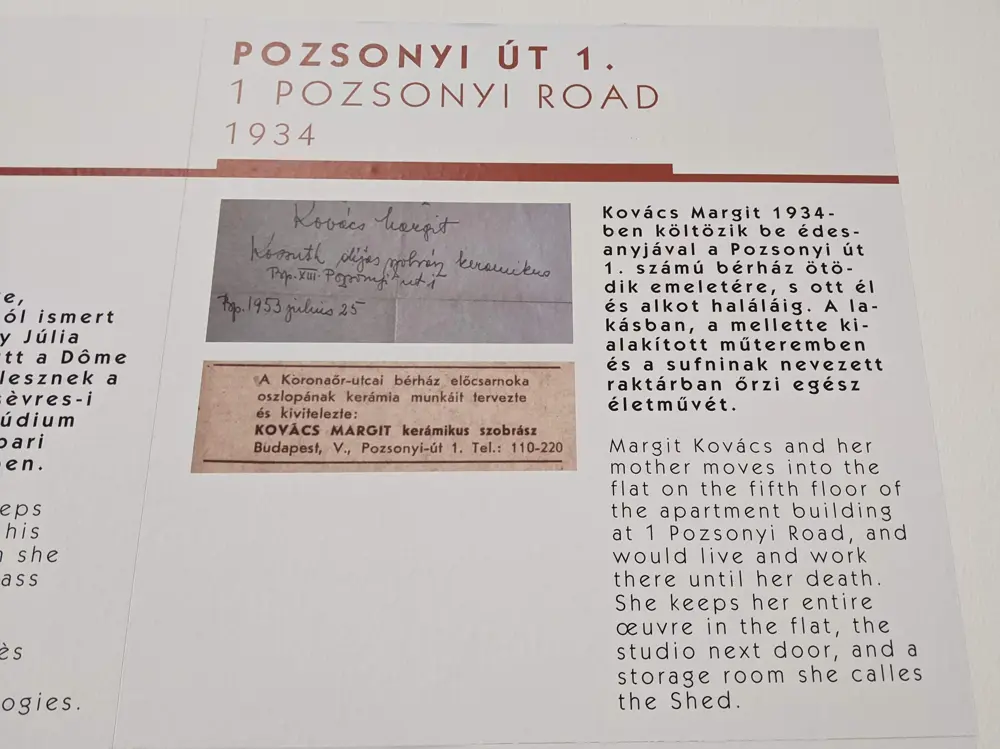 POZSONYI ÚT 1.
1 POZSONYI ROAD
1934
Kovács Margit
Kossuth díjas szobrász keramikus
Bp. XIII. Pozsonyi út 1
Bp. 1953 július 25
A Koronaőr-utcai bérház előcsarnoka
oszlopának kerámia munkáit tervezte
és kivitelezte:
KOVÁCS MARGIT kerámikus szobrász
Budapest, V., Pozsonyi-út 1. Tel.: 110-220
Kovács Margit 1934-
ben költözik be édes-
anyjával a Pozsonyi út
1. számú bérház ötö-
dik emeletére, s ott él
és alkot haláláig. A la-
kásban, a mellette ki-
alakított műteremben
és a sufninak nevezett
raktárban őrzi egész
életművét.
Margit Kovács and her
mother moves into the
flat on the fifth floor of
the apartment building
at 1 Pozsonyi Road, and
would live and work
there until her death.
She keeps her entire
œuvre in the flat, the
studio next door, and a
storage room she calles
the Shed.
e,
ól ismert
y Júlia
tt a Dôme
lesznek a
sèvres-i
údium
pari
en.
eps
his
she
ass
ès
ogies.